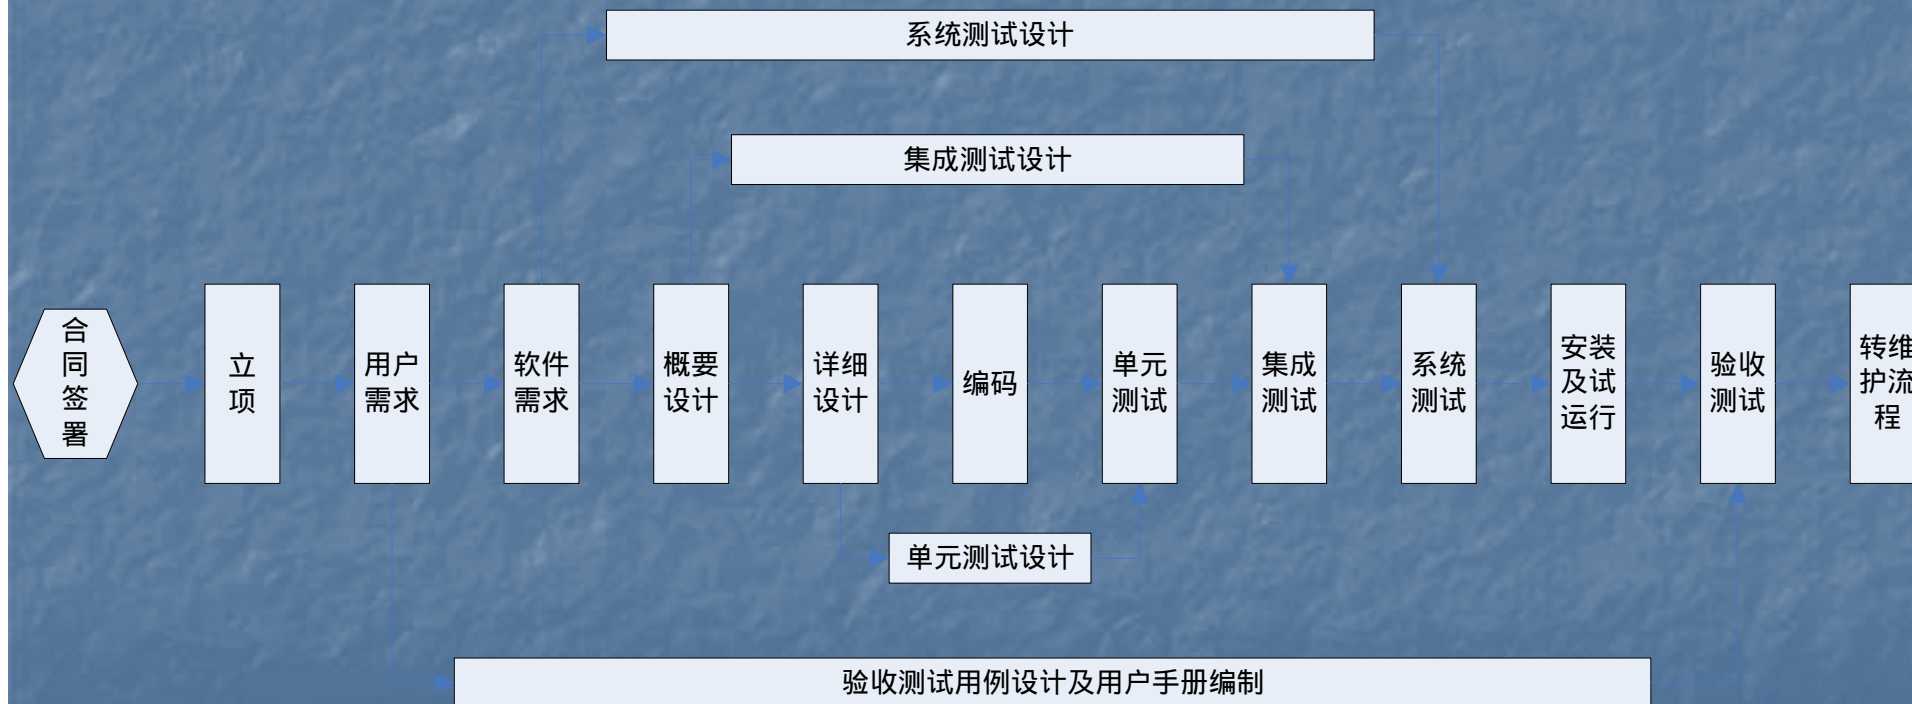 系统测试设计
集成测试设计
合
同
签
署
立
项
用户
需求
软件
需求
概要
设计
详细
设计
编码
单元
测试
集成
测试
系统
测试
安装
及试
运行
验收
测试
转维
护流
程
单元测试设计
验收测试用例设计及用户手册编制